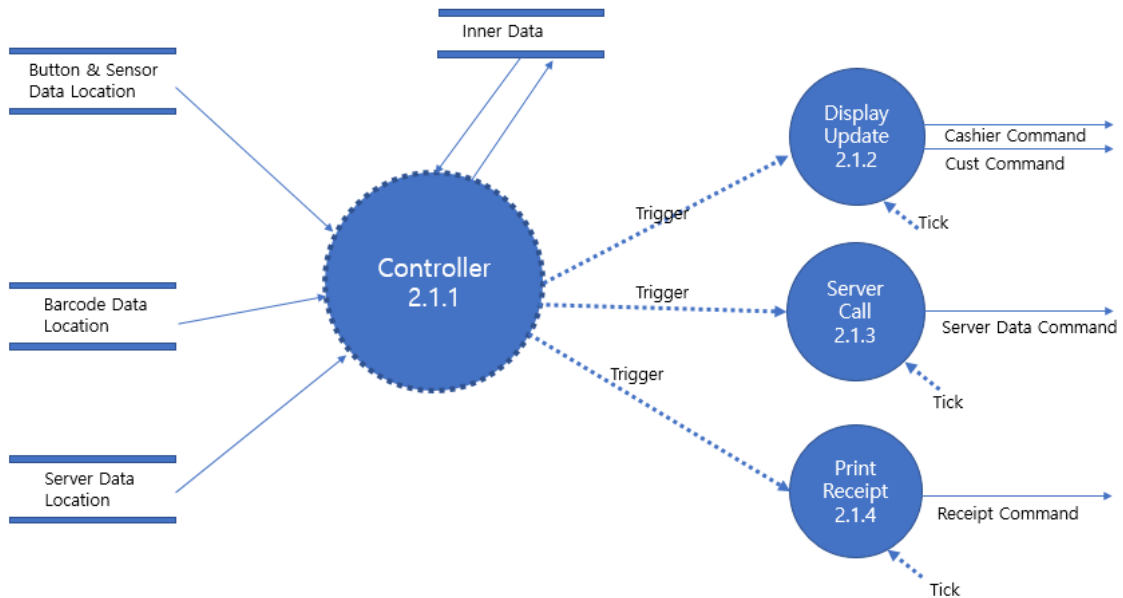 Inner Data
Button & Sensor
Data Location
Display
Update
2.1.2
Cashier Command
Cust Command
Trigger
Tick
Controller
2.1.1
Barcode Data
Location
Trigger
Server
Call
2.1.3
Server Data Command
Trigger
Tick
Server Data
Location
Print
Receipt
2.1.4
Receipt Command
Tick